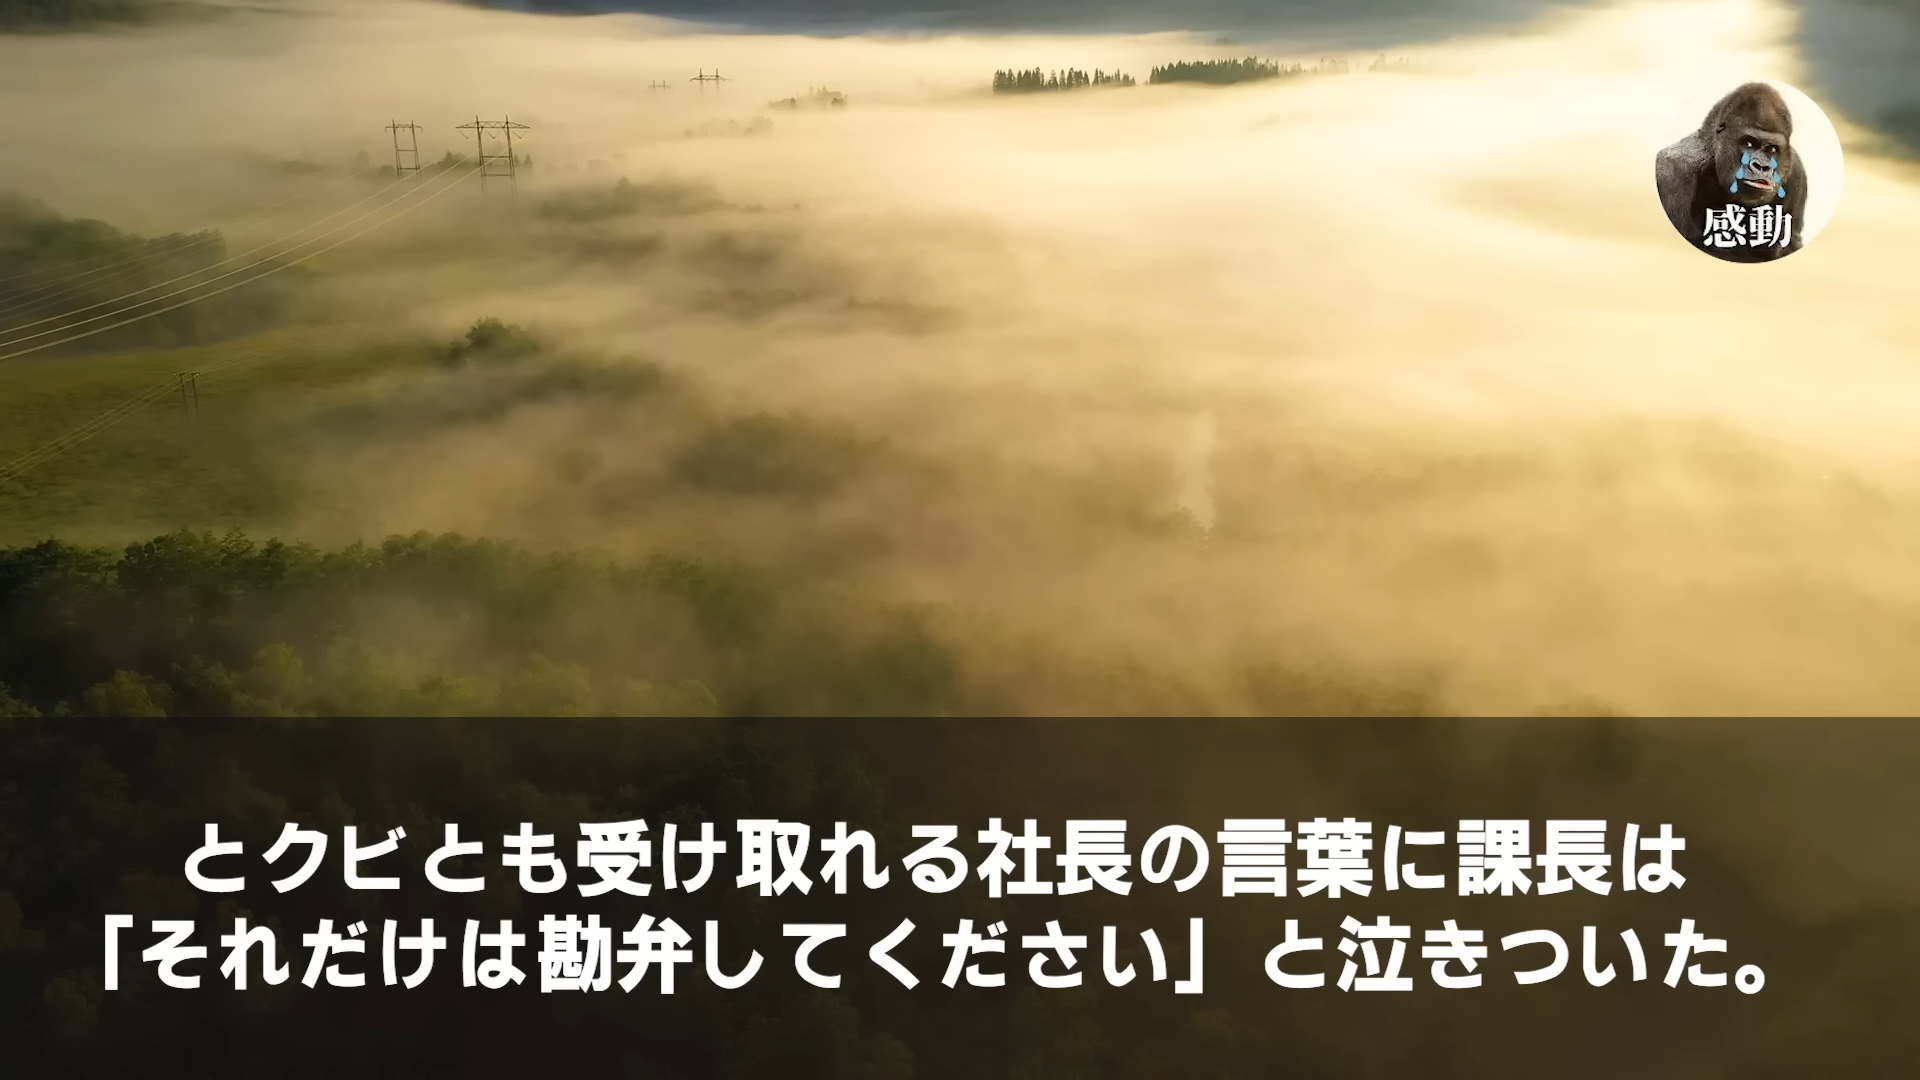 感動
とクビとも受け取れる社長の言葉に課長は
「それだけは勘弁してください」と泣きついた。